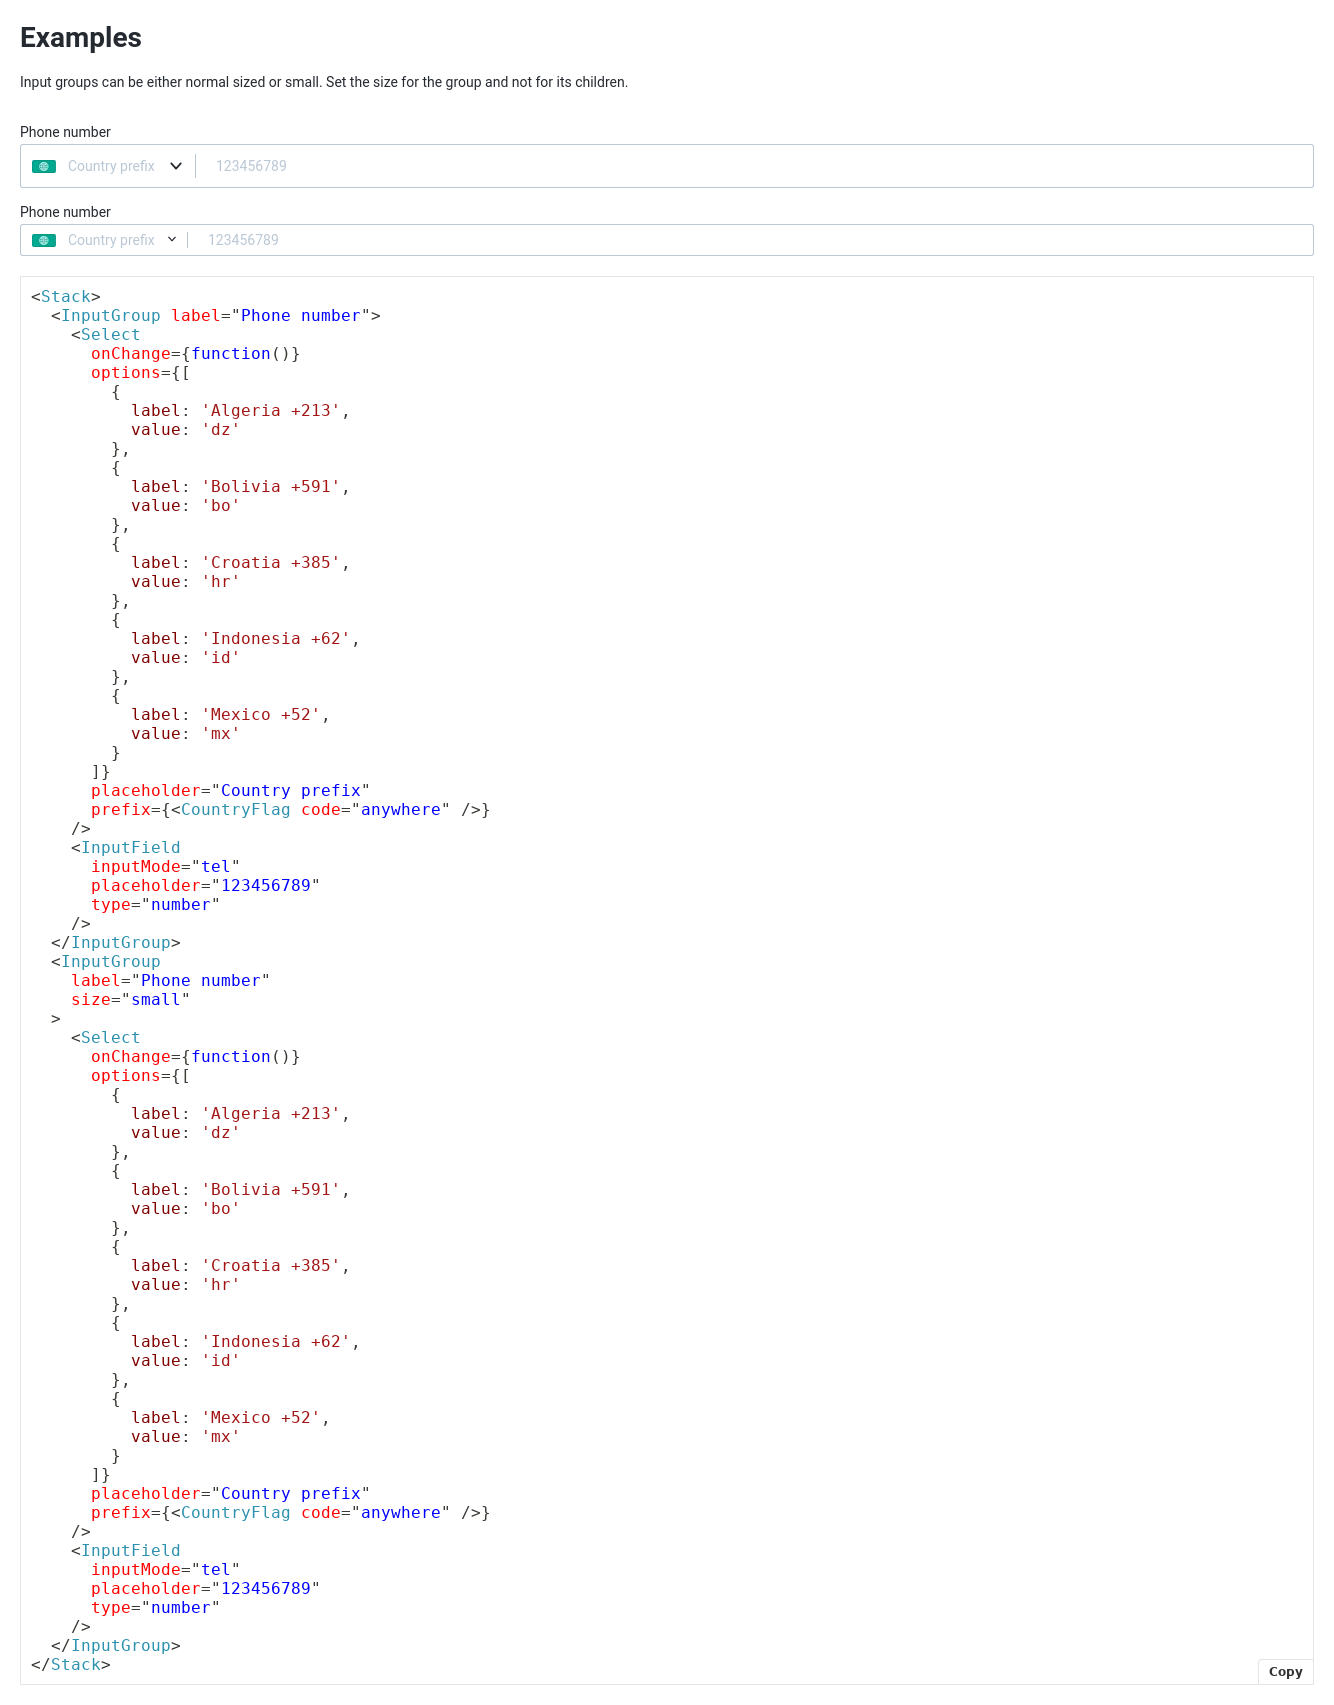 Examples
Input groups can be either normal sized or small. Set the size for the group and not for its children.
Phone number
Country prefix 123456789
Phone number
Country prefix 123456789
<Stack>
  <InputGroup label="Phone number">
    <Select
      onChange={function()}
      options={[
        {
          label: 'Algeria +213',
          value: 'dz'
        },
        {
          label: 'Bolivia +591',
          value: 'bo'
        },
        {
          label: 'Croatia +385',
          value: 'hr'
        },
        {
          label: 'Indonesia +62',
          value: 'id'
        },
        {
          label: 'Mexico +52',
          value: 'mx'
        }
      ]}
      placeholder="Country prefix"
      prefix={<CountryFlag code="anywhere" />}
    />
    <InputField
      inputMode="tel"
      placeholder="123456789"
      type="number"
    />
  </InputGroup>
  <InputGroup
    label="Phone number"
    size="small"
  >
    <Select
      onChange={function()}
      options={[
        {
          label: 'Algeria +213',
          value: 'dz'
        },
        {
          label: 'Bolivia +591',
          value: 'bo'
        },
        {
          label: 'Croatia +385',
          value: 'hr'
        },
        {
          label: 'Indonesia +62',
          value: 'id'
        },
        {
          label: 'Mexico +52',
          value: 'mx'
        }
      ]}
      placeholder="Country prefix"
      prefix={<CountryFlag code="anywhere" />}
    />
    <InputField
      inputMode="tel"
      placeholder="123456789"
      type="number"
    />
  </InputGroup>
</Stack>
Copy